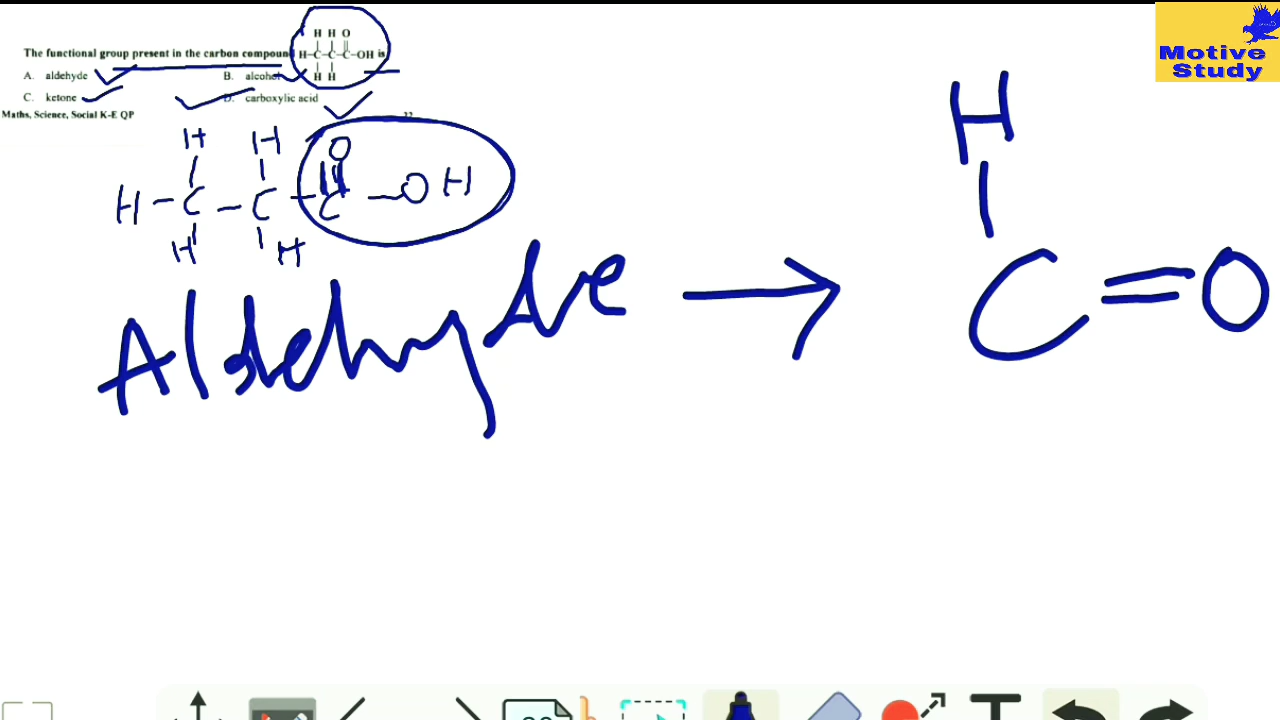 H H O
The functional group present in the carbon compound H-C-C-C-OH is
H H
A. aldehyde B. alcohol
C. ketone D. carboxylic acid
Maths, Science, Social K-E QP 22
Motive
Study
H H O
H-C-C-C-OH
H H
Aldehyde → C=O
H